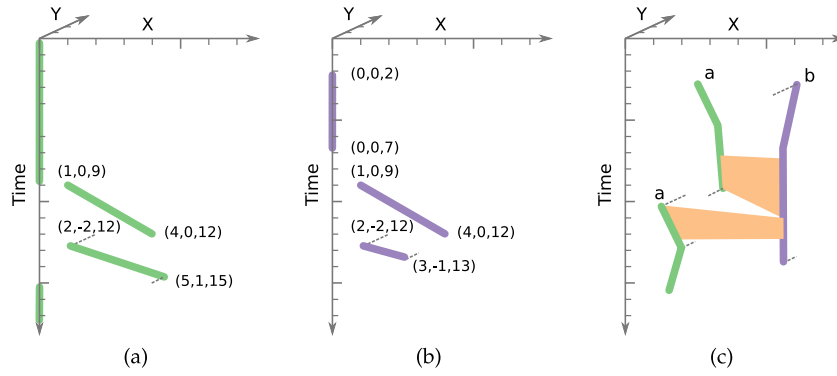 Y
X
Time
(1,0,9)
(2,-2,12)
(4,0,12)
(5,1,15)
(a)
Y
X
Time
(0,0,2)
(0,0,7)
(1,0,9)
(2,-2,12)
(4,0,12)
(3,-1,13)
(b)
Y
X
Time
a
b
a
(c)